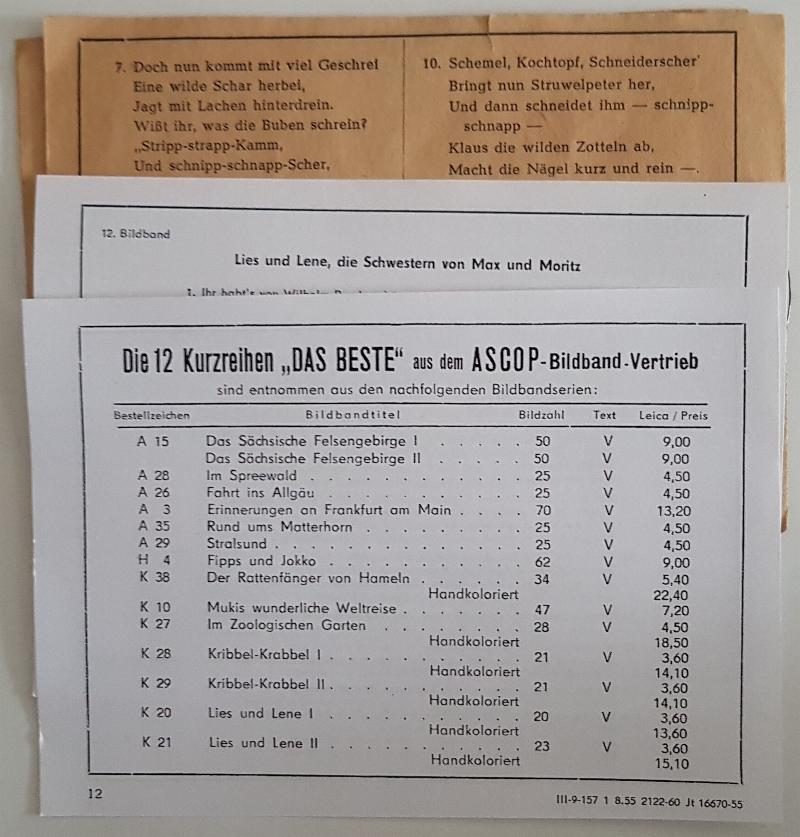 7. Doch nun kommt mit viel Geschrei
Eine wilde Schar herbei,
Jagt mit Lachen hinterdrein.
Wißt ihr, was die Buben schrein?
„Stripp-strapp-Kamm,
Und schnipp-schnapp-Scher,
10. Schemel, Kochtopf, Schneiderscher'
Bringt nun Struwelpeter her,
Und dann schneidet ihm — schnipp-
schnapp —
Klaus die wilden Zotteln ab,
Macht die Nägel kurz und rein —.
12. Bildband
Lies und Lene, die Schwestern von Max und Moritz
1. Ihr habt's von
Die 12 Kurzreihen „DAS BESTE" aus dem ASCOP-Bildband-Vertrieb
sind entnommen aus den nachfolgenden Bildbandserien:
Bestellzeichen Bildbandtitel Bildzahl Text Leica / Preis
A 15 Das Sächsische Felsengebirge I . . . . . 50 V 9,00
Das Sächsische Felsengebirge II . . . . . 50 V 9,00
A 28 Im Spreewald . . . . . . . . . . . 25 V 4,50
A 26 Fahrt ins Allgäu . . . . . . . . . . 25 V 4,50
A 3 Erinnerungen an Frankfurt am Main . . . . 70 V 13,20
A 35 Rund ums Matterhorn . . . . . . . . 25 V 4,50
A 29 Stralsund . . . . . . . . . . . . . 25 V 4,50
H 4 Fipps und Jokko . . . . . . . . . . 62 V 9,00
K 38 Der Rattenfänger von Hameln . . . . . . 34 V 5,40
Handkoloriert 22,40
K 10 Mukis wunderliche Weltreise . . . . . . 47 V 7,20
K 27 Im Zoologischen Garten . . . . . . . 28 V 4,50
Handkoloriert 18,50
K 28 Kribbel-Krabbel I . . . . . . . . . . 21 V 3,60
Handkoloriert 14,10
K 29 Kribbel-Krabbel II . . . . . . . . . . 21 V 3,60
Handkoloriert 14,10
K 20 Lies und Lene I . . . . . . . . . . 20 V 3,60
Handkoloriert 13,60
K 21 Lies und Lene II . . . . . . . . . . 23 V 3,60
Handkoloriert 15,10
12
III-9-157 1 8.55 2122-60 Jt 16670-55